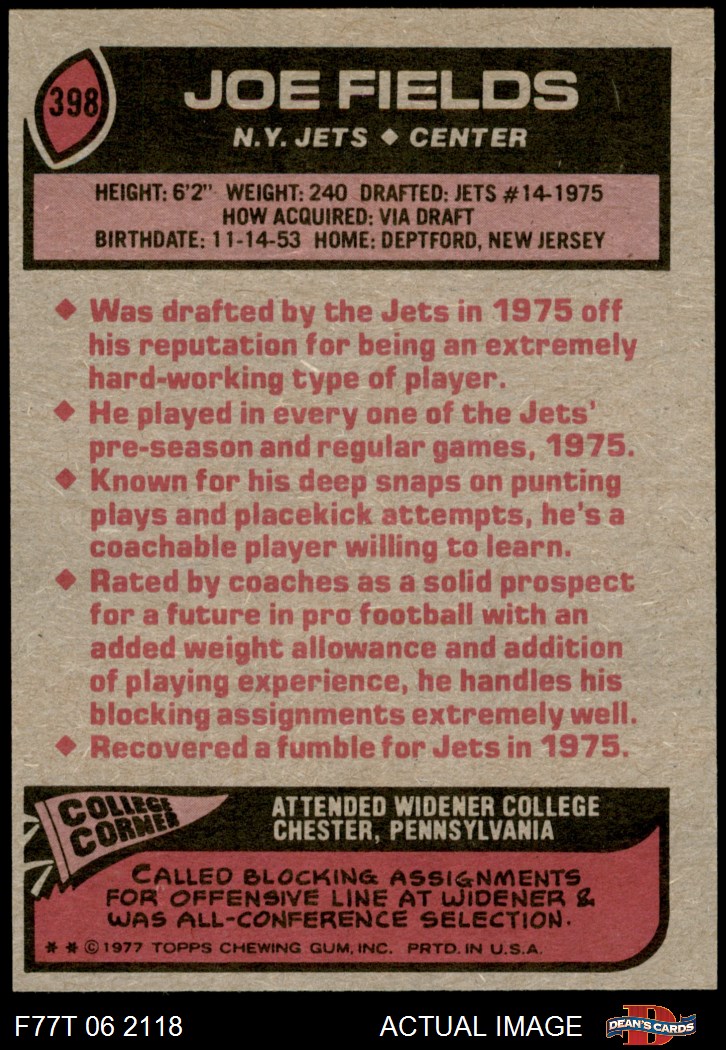 398
JOE FIELDS
N.Y. JETS ◆ CENTER
HEIGHT: 6'2" WEIGHT: 240 DRAFTED: JETS #14-1975
HOW ACQUIRED: VIA DRAFT
BIRTHDATE: 11-14-53 HOME: DEPTFORD, NEW JERSEY
◆ Was drafted by the Jets in 1975 off
his reputation for being an extremely
hard-working type of player.
◆ He played in every one of the Jets'
pre-season and regular games, 1975.
◆ Known for his deep snaps on punting
plays and placekick attempts, he's a
coachable player willing to learn.
◆ Rated by coaches as a solid prospect
for a future in pro football with an
added weight allowance and addition
of playing experience, he handles his
blocking assignments extremely well.
◆ Recovered a fumble for Jets in 1975.
COLLEGE
CORNER
ATTENDED WIDENER COLLEGE
CHESTER, PENNSYLVANIA
CALLED BLOCKING ASSIGNMENTS
FOR OFFENSIVE LINE AT WIDENER &
WAS ALL-CONFERENCE SELECTION.
* * © 1977 TOPPS CHEWING GUM, INC. PRTD. IN U.S.A.
F77T 06 2118
ACTUAL IMAGE
D
DEAN'S CARDS